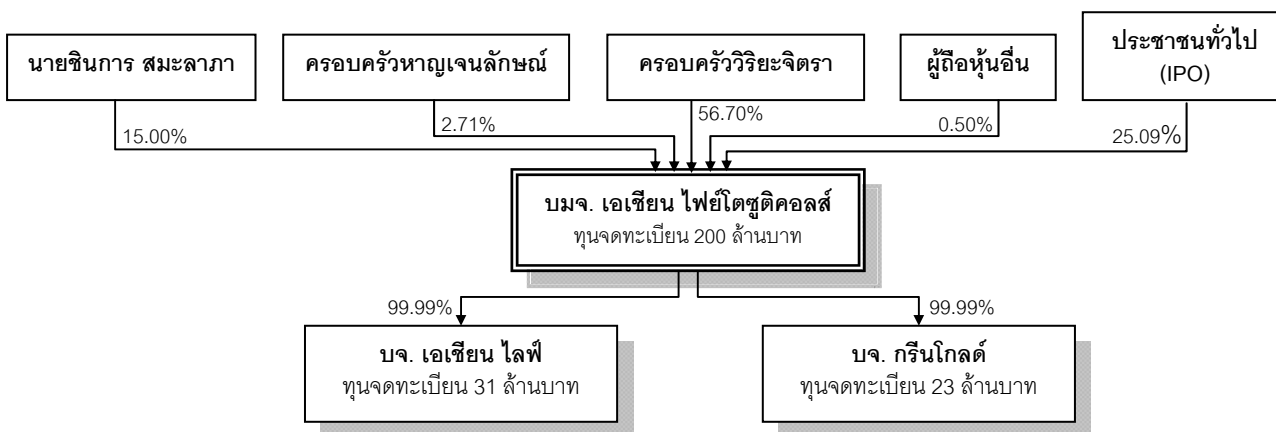 นายชินการ สมะลาภา
ครอบครัวหาญเจนลักษณ์
ครอบครัววิริยะจิตรา
ผู้ถือหุ้นอื่น
ประชาชนทั่วไป
(IPO)
15.00%
2.71%
56.70%
0.50%
25.09%
บมจ. เอเชียน ไฟย์โตซูติคอลส์
ทุนจดทะเบียน 200 ล้านบาท
99.99%
99.99%
บจ. เอเชียน ไลฟ์
ทุนจดทะเบียน 31 ล้านบาท
บจ. กรีนโกลด์
ทุนจดทะเบียน 23 ล้านบาท